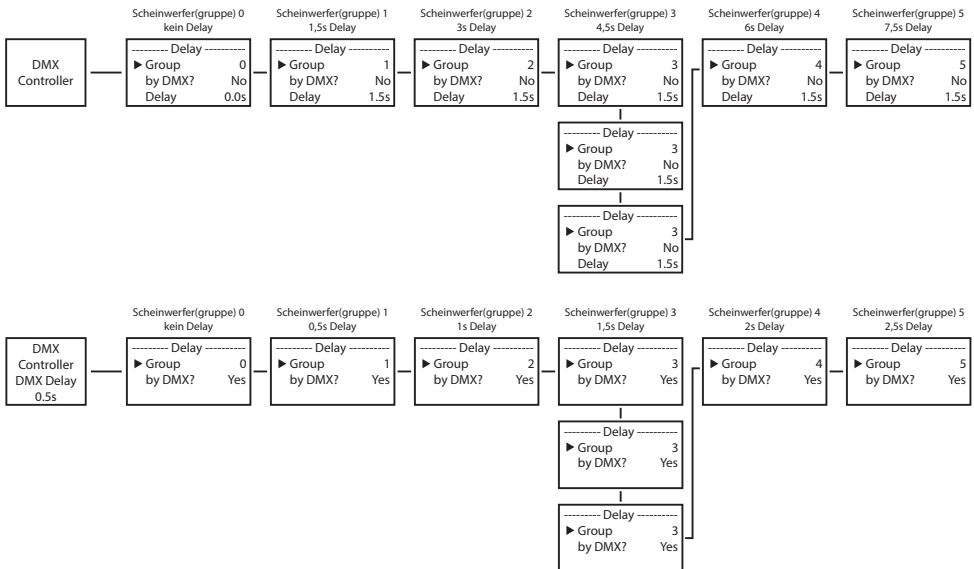 Scheinwerfer(gruppe) 0
kein Delay
Scheinwerfer(gruppe) 1
1,5s Delay
Scheinwerfer(gruppe) 2
3s Delay
Scheinwerfer(gruppe) 3
4,5s Delay
Scheinwerfer(gruppe) 4
6s Delay
Scheinwerfer(gruppe) 5
7,5s Delay
DMX
Controller
--------- Delay ----------
▶ Group 0
by DMX? No
Delay 0.0s
--------- Delay ----------
▶ Group 1
by DMX? No
Delay 1.5s
--------- Delay ----------
▶ Group 2
by DMX? No
Delay 1.5s
--------- Delay ----------
▶ Group 3
by DMX? No
Delay 1.5s
--------- Delay ----------
▶ Group 3
by DMX? No
Delay 1.5s
--------- Delay ----------
▶ Group 3
by DMX? No
Delay 1.5s
--------- Delay ----------
▶ Group 4
by DMX? No
Delay 1.5s
--------- Delay ----------
▶ Group 5
by DMX? No
Delay 1.5s
Scheinwerfer(gruppe) 0
kein Delay
Scheinwerfer(gruppe) 1
0,5s Delay
Scheinwerfer(gruppe) 2
1s Delay
Scheinwerfer(gruppe) 3
1,5s Delay
Scheinwerfer(gruppe) 4
2s Delay
Scheinwerfer(gruppe) 5
2,5s Delay
DMX
Controller
DMX Delay
0.5s
--------- Delay ----------
▶ Group 0
by DMX? Yes
--------- Delay ----------
▶ Group 1
by DMX? Yes
--------- Delay ----------
▶ Group 2
by DMX? Yes
--------- Delay ----------
▶ Group 3
by DMX? Yes
--------- Delay ----------
▶ Group 3
by DMX? Yes
--------- Delay ----------
▶ Group 3
by DMX? Yes
--------- Delay ----------
▶ Group 4
by DMX? Yes
--------- Delay ----------
▶ Group 5
by DMX? Yes